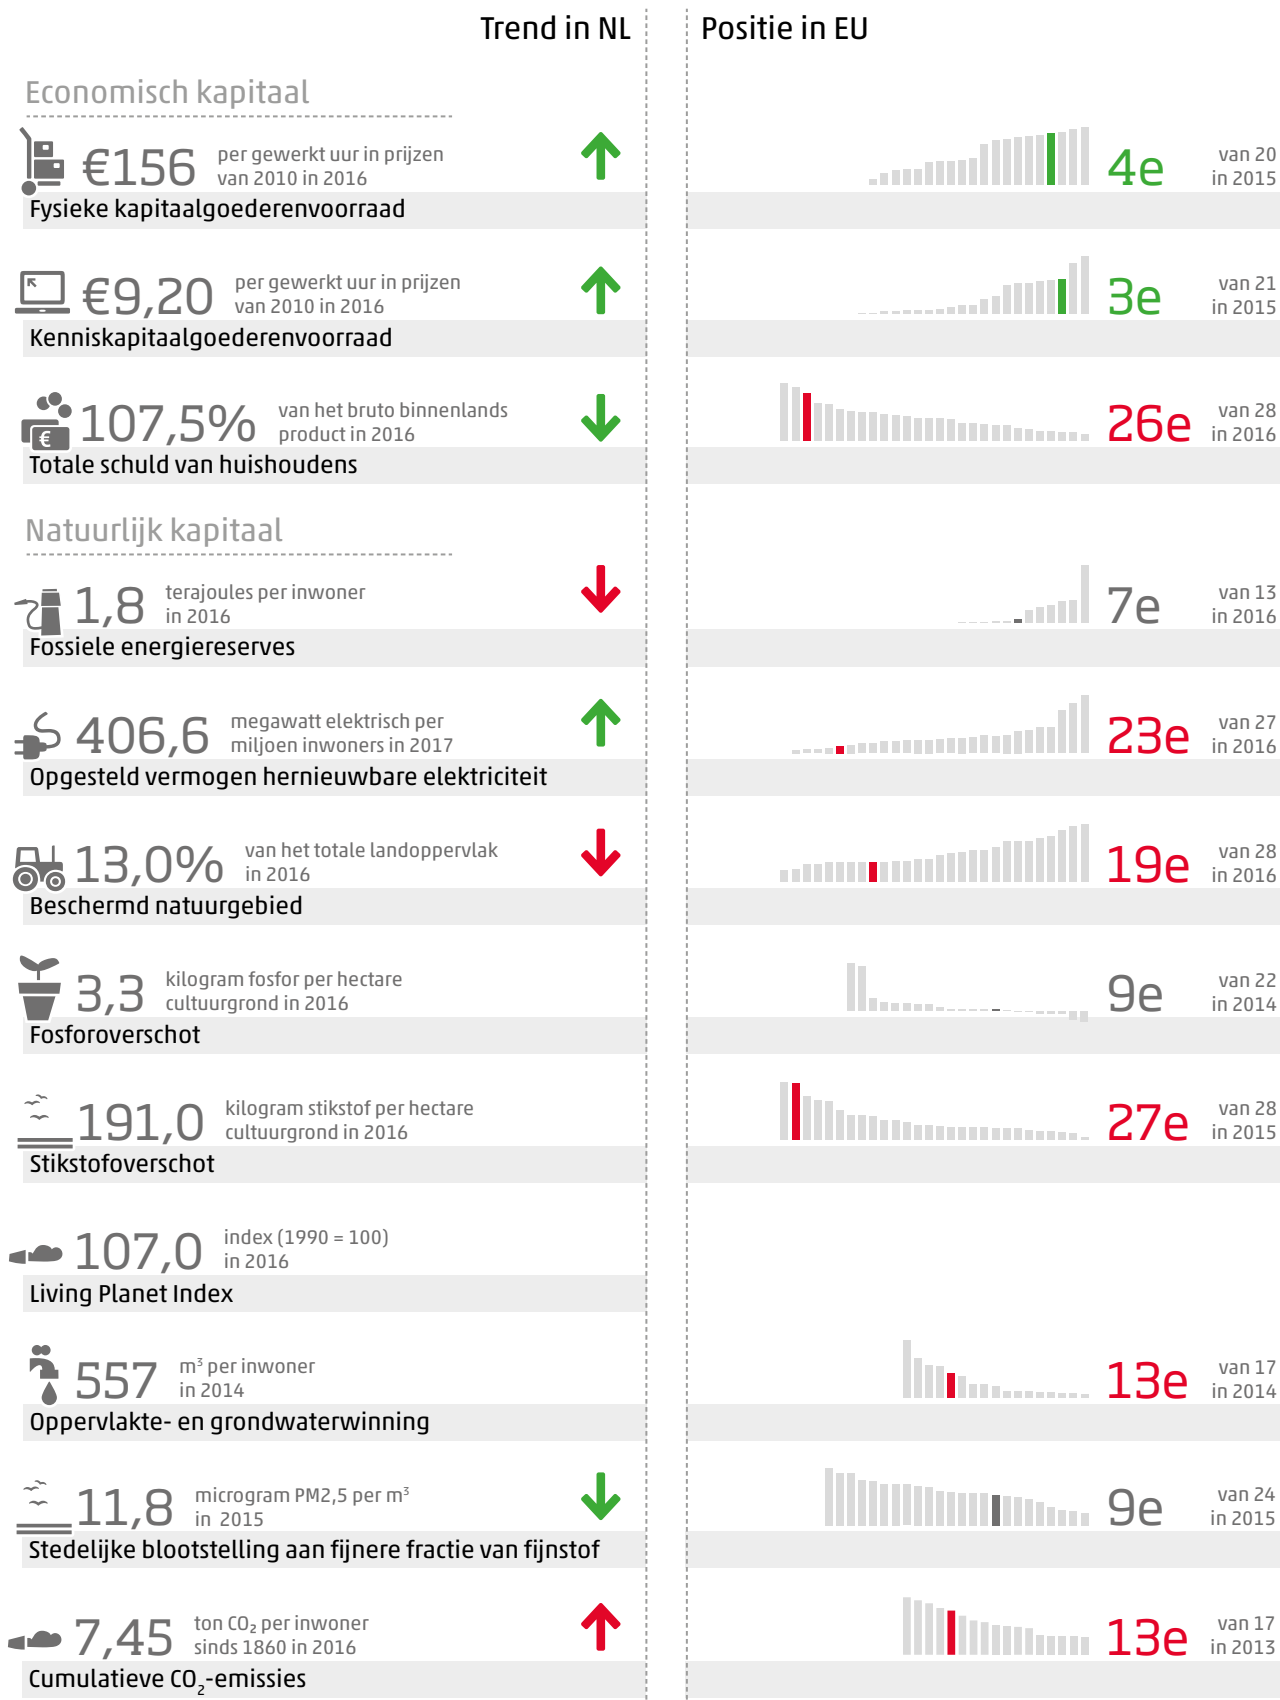 Trend in NL
Positie in EU
Economisch kapitaal
€156
per gewerkt uur in prijzen
van 2010 in 2016
4e
van 20
in 2015
Fysieke kapitaalgoederenvoorraad
€9,20
per gewerkt uur in prijzen
van 2010 in 2016
3e
van 21
in 2015
Kenniskapitaalgoederenvoorraad
€
107,5%
van het bruto binnenlands
product in 2016
26e
van 28
in 2016
Totale schuld van huishoudens
Natuurlijk kapitaal
1,8
terajoules per inwoner
in 2016
7e
van 13
in 2016
Fossiele energiereserves
406,6
megawatt elektrisch per
miljoen inwoners in 2017
23e
van 27
in 2016
Opgesteld vermogen hernieuwbare elektriciteit
13,0%
van het totale landoppervlak
in 2016
19e
van 28
in 2016
Beschermd natuurgebied
3,3
kilogram fosfor per hectare
cultuurgrond in 2016
9e
van 22
in 2014
Fosforoverschot
191,0
kilogram stikstof per hectare
cultuurgrond in 2016
27e
van 28
in 2015
Stikstofoverschot
107,0
index (1990 = 100)
in 2016
Living Planet Index
557
m³ per inwoner
in 2014
13e
van 17
in 2014
Oppervlakte- en grondwaterwinning
11,8
microgram PM2,5 per m³
in 2015
9e
van 24
in 2015
Stedelijke blootstelling aan fijnere fractie van fijnstof
7,45
ton CO₂ per inwoner
sinds 1860 in 2016
13e
van 17
in 2013
Cumulatieve CO₂-emissies